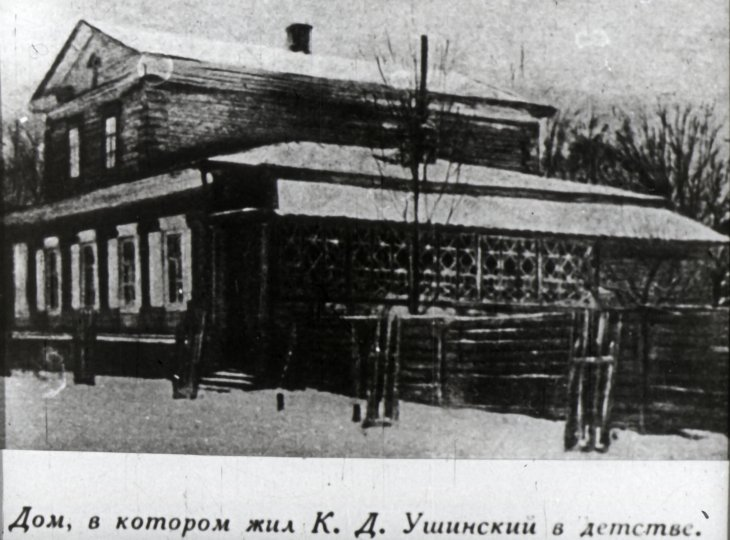 Дом, в котором жил К. Д. Ушинский в детстве.